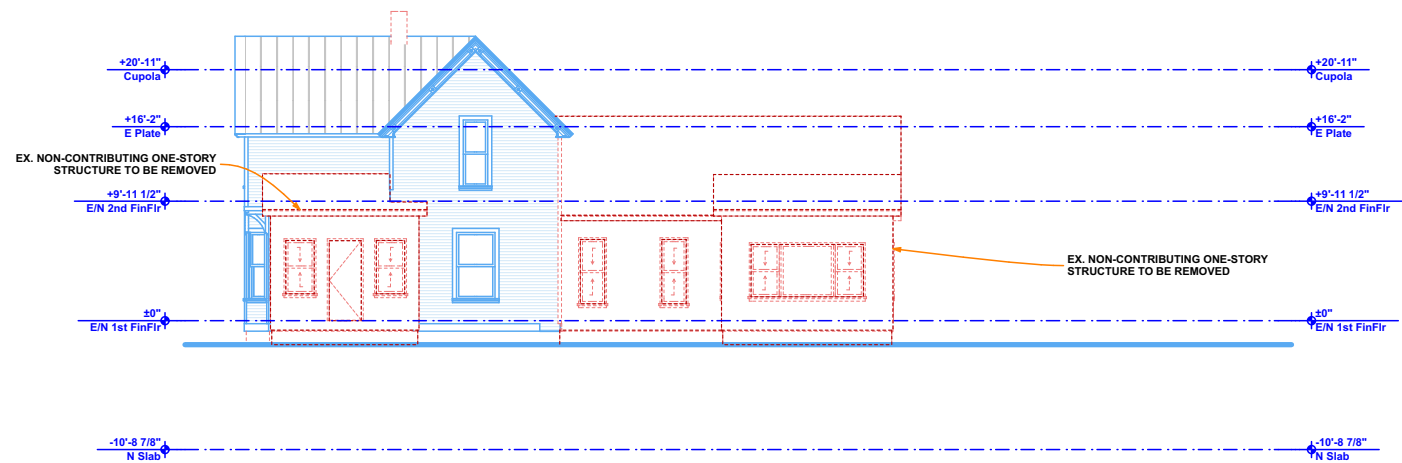 +20'-11"
Cupola
+20'-11"
Cupola
+16'-2"
E Plate
+16'-2"
E Plate
EX. NON-CONTRIBUTING ONE-STORY
STRUCTURE TO BE REMOVED
+9'-11 1/2"
E/N 2nd FinFlr
+9'-11 1/2"
E/N 2nd FinFlr
EX. NON-CONTRIBUTING ONE-STORY
STRUCTURE TO BE REMOVED
±0"
E/N 1st FinFlr
±0"
E/N 1st FinFlr
-10'-8 7/8"
N Slab
-10'-8 7/8"
N Slab